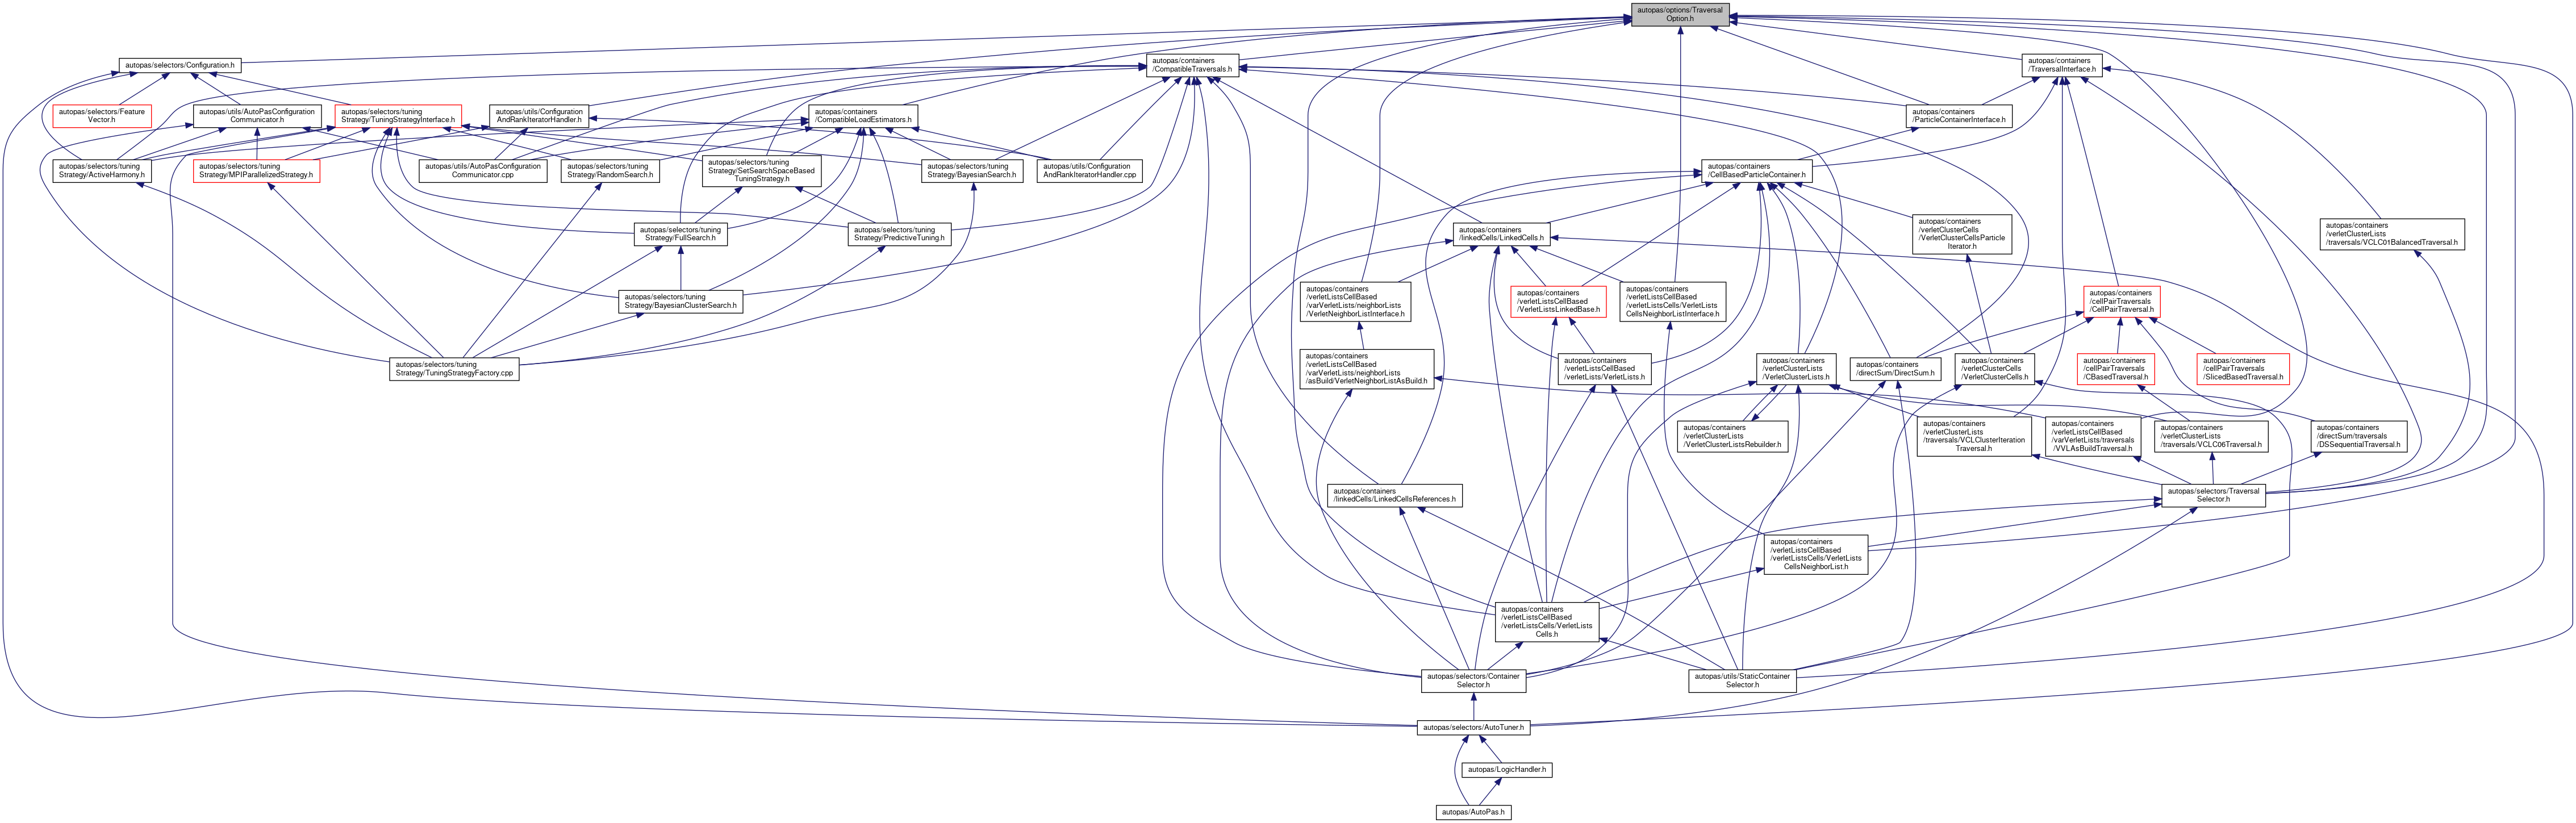 autopas/options/Traversal
Option.h
autopas/selectors/Configuration.h
autopas/containers
/CompatibleTraversals.h
autopas/containers
/TraversalInterface.h
autopas/selectors/Feature
Vector.h
autopas/utils/AutoPasConfiguration
Communicator.h
autopas/selectors/tuning
Strategy/TuningStrategyInterface.h
autopas/utils/Configuration
AndRankIteratorHandler.h
autopas/containers
/CompatibleLoadEstimators.h
autopas/containers
/ParticleContainerInterface.h
autopas/selectors/tuning
Strategy/ActiveHarmony.h
autopas/selectors/tuning
Strategy/MPIParallelizedStrategy.h
autopas/utils/AutoPasConfiguration
Communicator.cpp
autopas/selectors/tuning
Strategy/RandomSearch.h
autopas/selectors/tuning
Strategy/SetSearchSpaceBased
TuningStrategy.h
autopas/selectors/tuning
Strategy/BayesianSearch.h
autopas/utils/Configuration
AndRankIteratorHandler.cpp
autopas/containers
/CellBasedParticleContainer.h
autopas/selectors/tuning
Strategy/FullSearch.h
autopas/selectors/tuning
Strategy/PredictiveTuning.h
autopas/containers
/linkedCells/LinkedCells.h
autopas/containers
/verletClusterCells
/VerletClusterCellsParticle
Iterator.h
autopas/containers
/verletClusterLists
/traversals/VCLC01BalancedTraversal.h
autopas/selectors/tuning
Strategy/BayesianClusterSearch.h
autopas/containers
/verletListsCellBased
/varVerletLists/neighborLists
/VerletNeighborListInterface.h
autopas/containers
/verletListsCellBased
/VerletListsLinkedBase.h
autopas/containers
/verletListsCellBased
/verletListsCells/VerletLists
CellsNeighborListInterface.h
autopas/containers
/cellPairTraversals
/CellPairTraversal.h
autopas/selectors/tuning
Strategy/TuningStrategyFactory.cpp
autopas/containers
/verletListsCellBased
/varVerletLists/neighborLists
/asBuild/VerletNeighborListAsBuild.h
autopas/containers
/verletListsCellBased
/verletLists/VerletLists.h
autopas/containers
/verletClusterLists
/VerletClusterLists.h
autopas/containers
/directSum/DirectSum.h
autopas/containers
/verletClusterCells
/VerletClusterCells.h
autopas/containers
/cellPairTraversals
/CBasedTraversal.h
autopas/containers
/cellPairTraversals
/SlicedBasedTraversal.h
autopas/containers
/verletClusterLists
/VerletClusterListsRebuilder.h
autopas/containers
/verletClusterLists
/traversals/VCLClusterIteration
Traversal.h
autopas/containers
/verletListsCellBased
/varVerletLists/traversals
/VVLAsBuildTraversal.h
autopas/containers
/verletClusterLists
/traversals/VCLC06Traversal.h
autopas/containers
/directSum/traversals
/DSSequentialTraversal.h
autopas/containers
/linkedCells/LinkedCellsReferences.h
autopas/selectors/Traversal
Selector.h
autopas/containers
/verletListsCellBased
/verletListsCells/VerletLists
CellsNeighborList.h
autopas/containers
/verletListsCellBased
/verletListsCells/VerletLists
Cells.h
autopas/selectors/Container
Selector.h
autopas/utils/StaticContainer
Selector.h
autopas/selectors/AutoTuner.h
autopas/LogicHandler.h
autopas/AutoPas.h